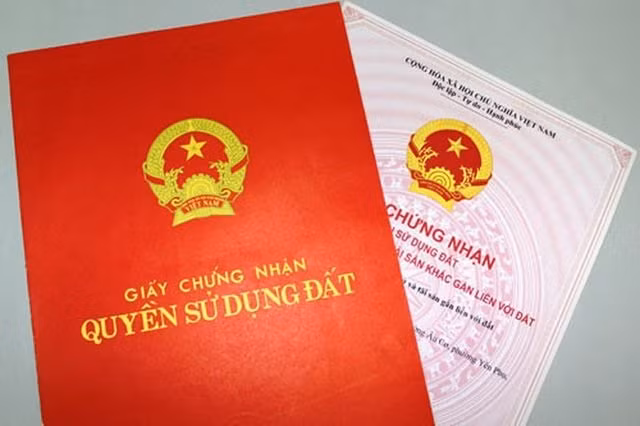 VIỆT NAM
GIẤY CHỨNG NHẬN
QUYỀN SỬ DỤNG ĐẤT
CỘNG HÒA XÃ HỘI CHỦ NGHĨA VIỆT NAM
Độc lập - Tự do - Hạnh phúc
CHỨNG NHẬN
SỬ DỤNG ĐẤT
SẢN KHÁC GẮN LIỀN VỚI ĐẤT
và tài sản gắn liền với đất
Âu Cơ, phường Yên Phụ,